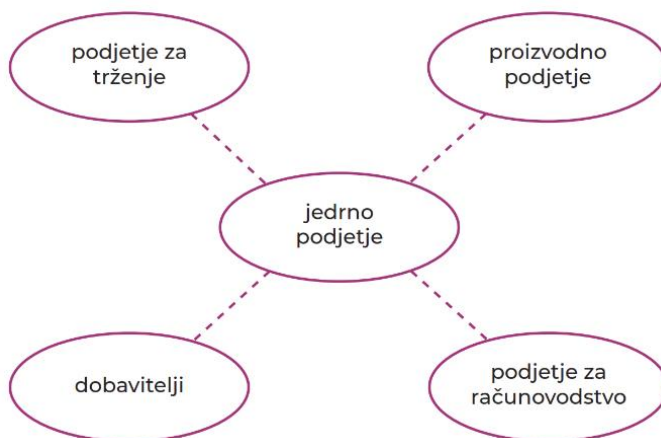 podjetje za
trženje
proizvodno
podjetje
jedrno
podjetje
dobavitelji
podjetje za
računovodstvo